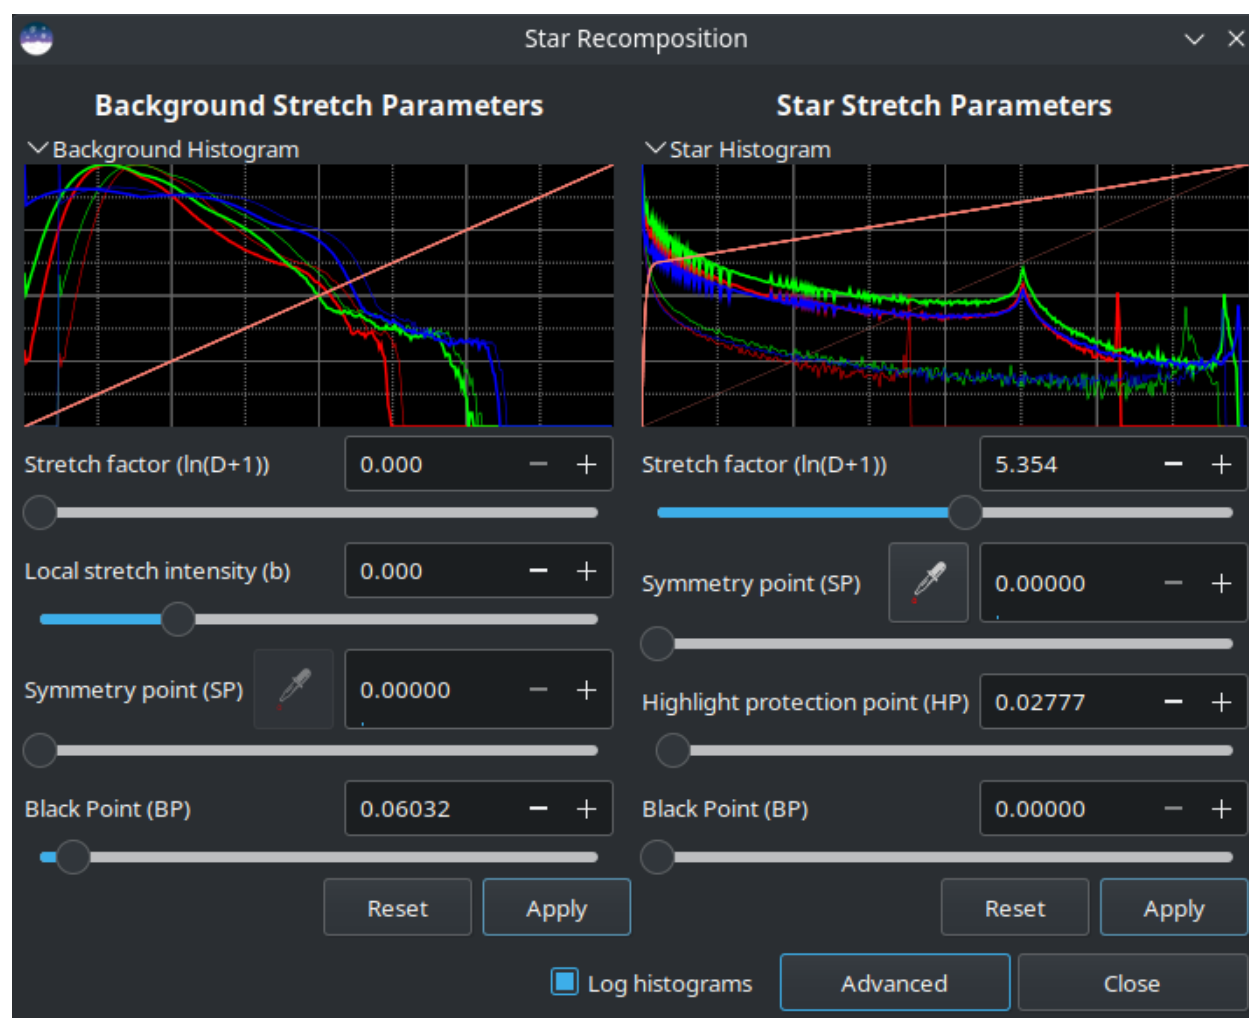 Star Recomposition
Background Stretch Parameters
Background Histogram
Stretch factor (ln(D+1)) 0.000
Local stretch intensity (b) 0.000
Symmetry point (SP) 0.00000
Black Point (BP) 0.06032
Reset Apply
Star Stretch Parameters
Star Histogram
Stretch factor (ln(D+1)) 5.354
Symmetry point (SP) 0.00000
Highlight protection point (HP) 0.02777
Black Point (BP) 0.00000
Reset Apply
Log histograms Advanced Close